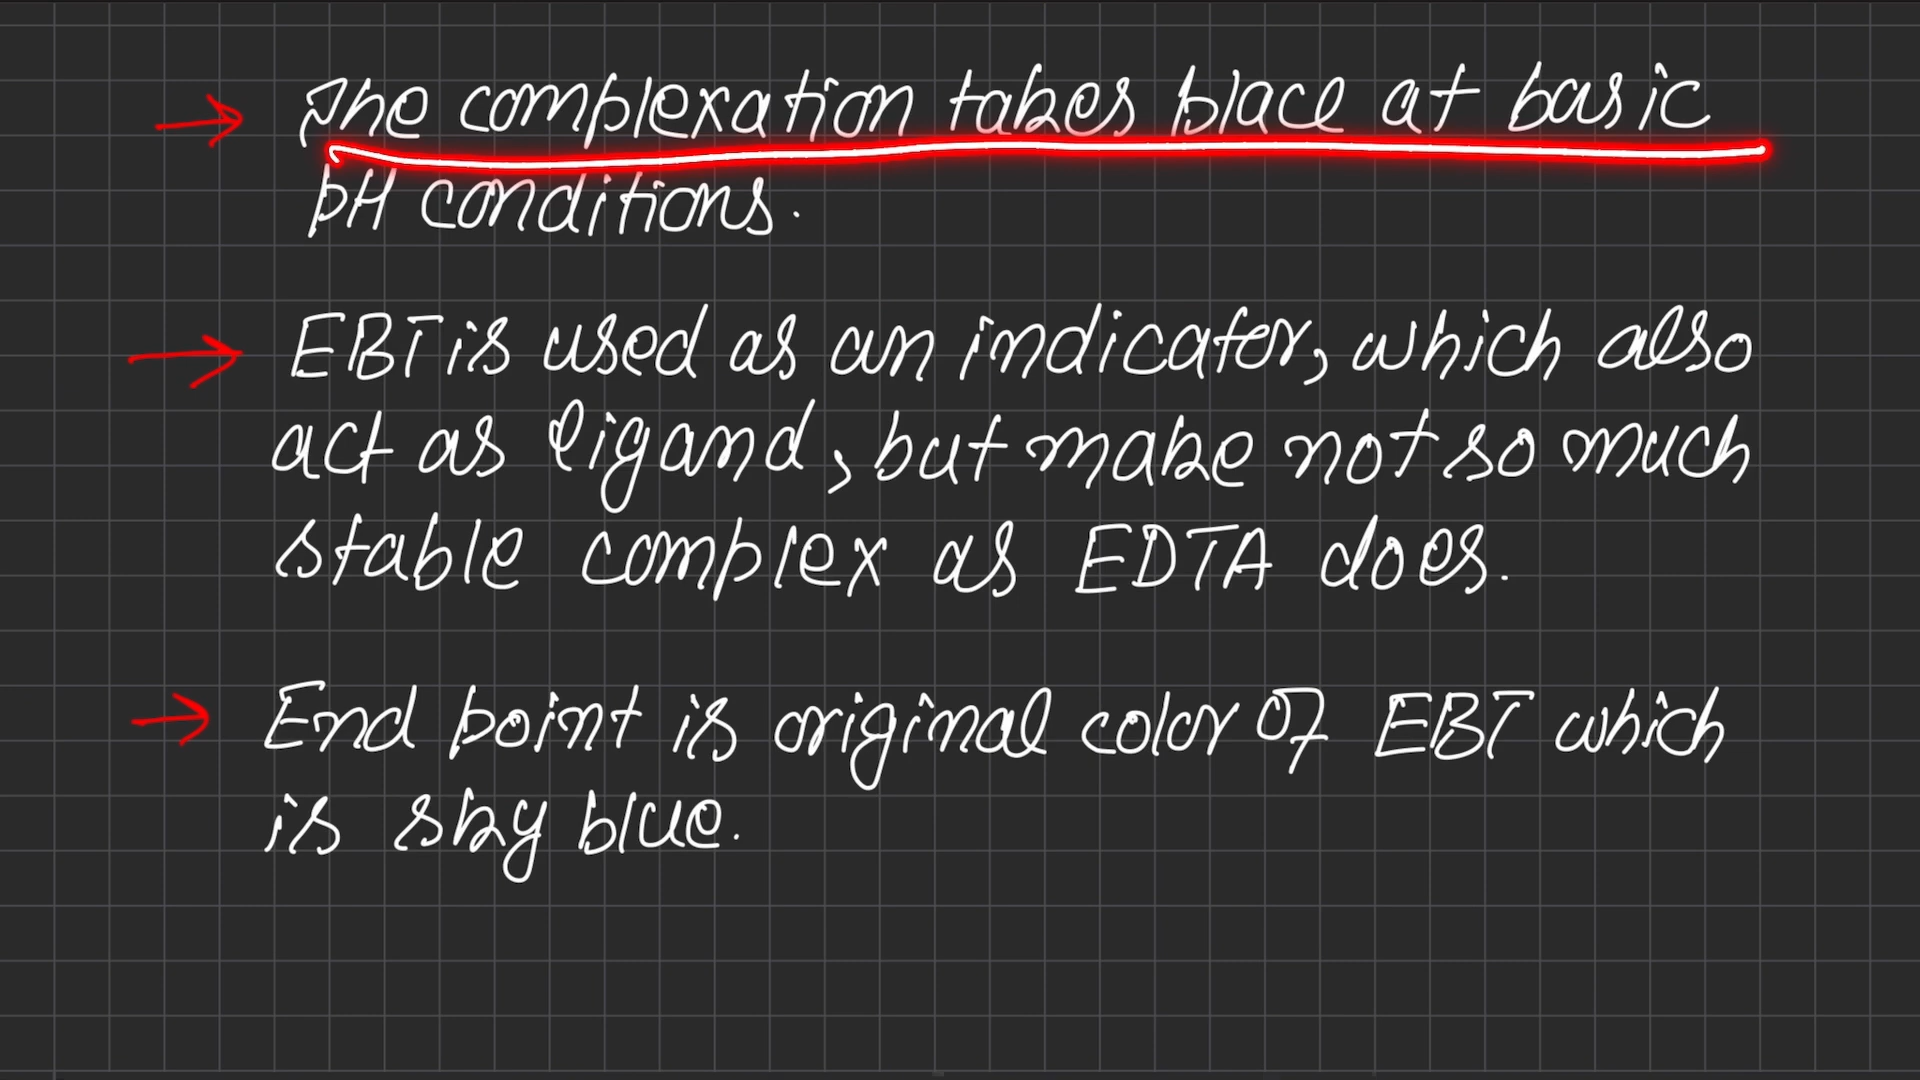 The complexation takes place at basic
pH conditions.
EBT is used as an indicator, which also
act as ligand, but make not so much
stable complex as EDTA does.
End point is original color of EBT which
is sky blue.